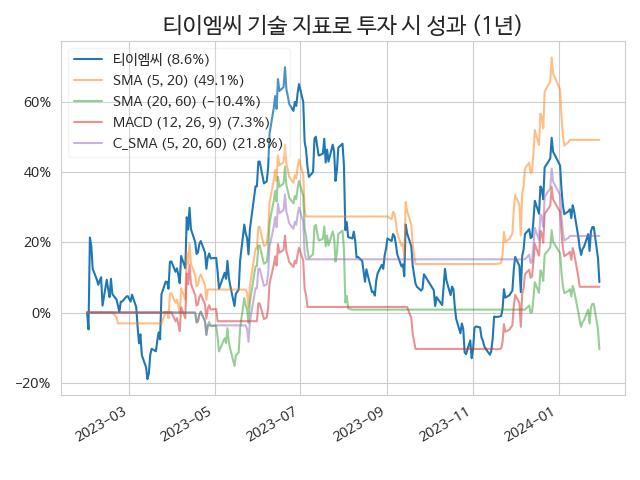 티이엠씨 기술 지표로 투자 시 성과 (1년)
티이엠씨 (8.6%)
SMA (5, 20) (49.1%)
SMA (20, 60) (−10.4%)
MACD (12, 26, 9) (7.3%)
C_SMA (5, 20, 60) (21.8%)
60%
40%
20%
0%
−20%
2023−03
2023−05
2023−07
2023−09
2023−11
2024−01